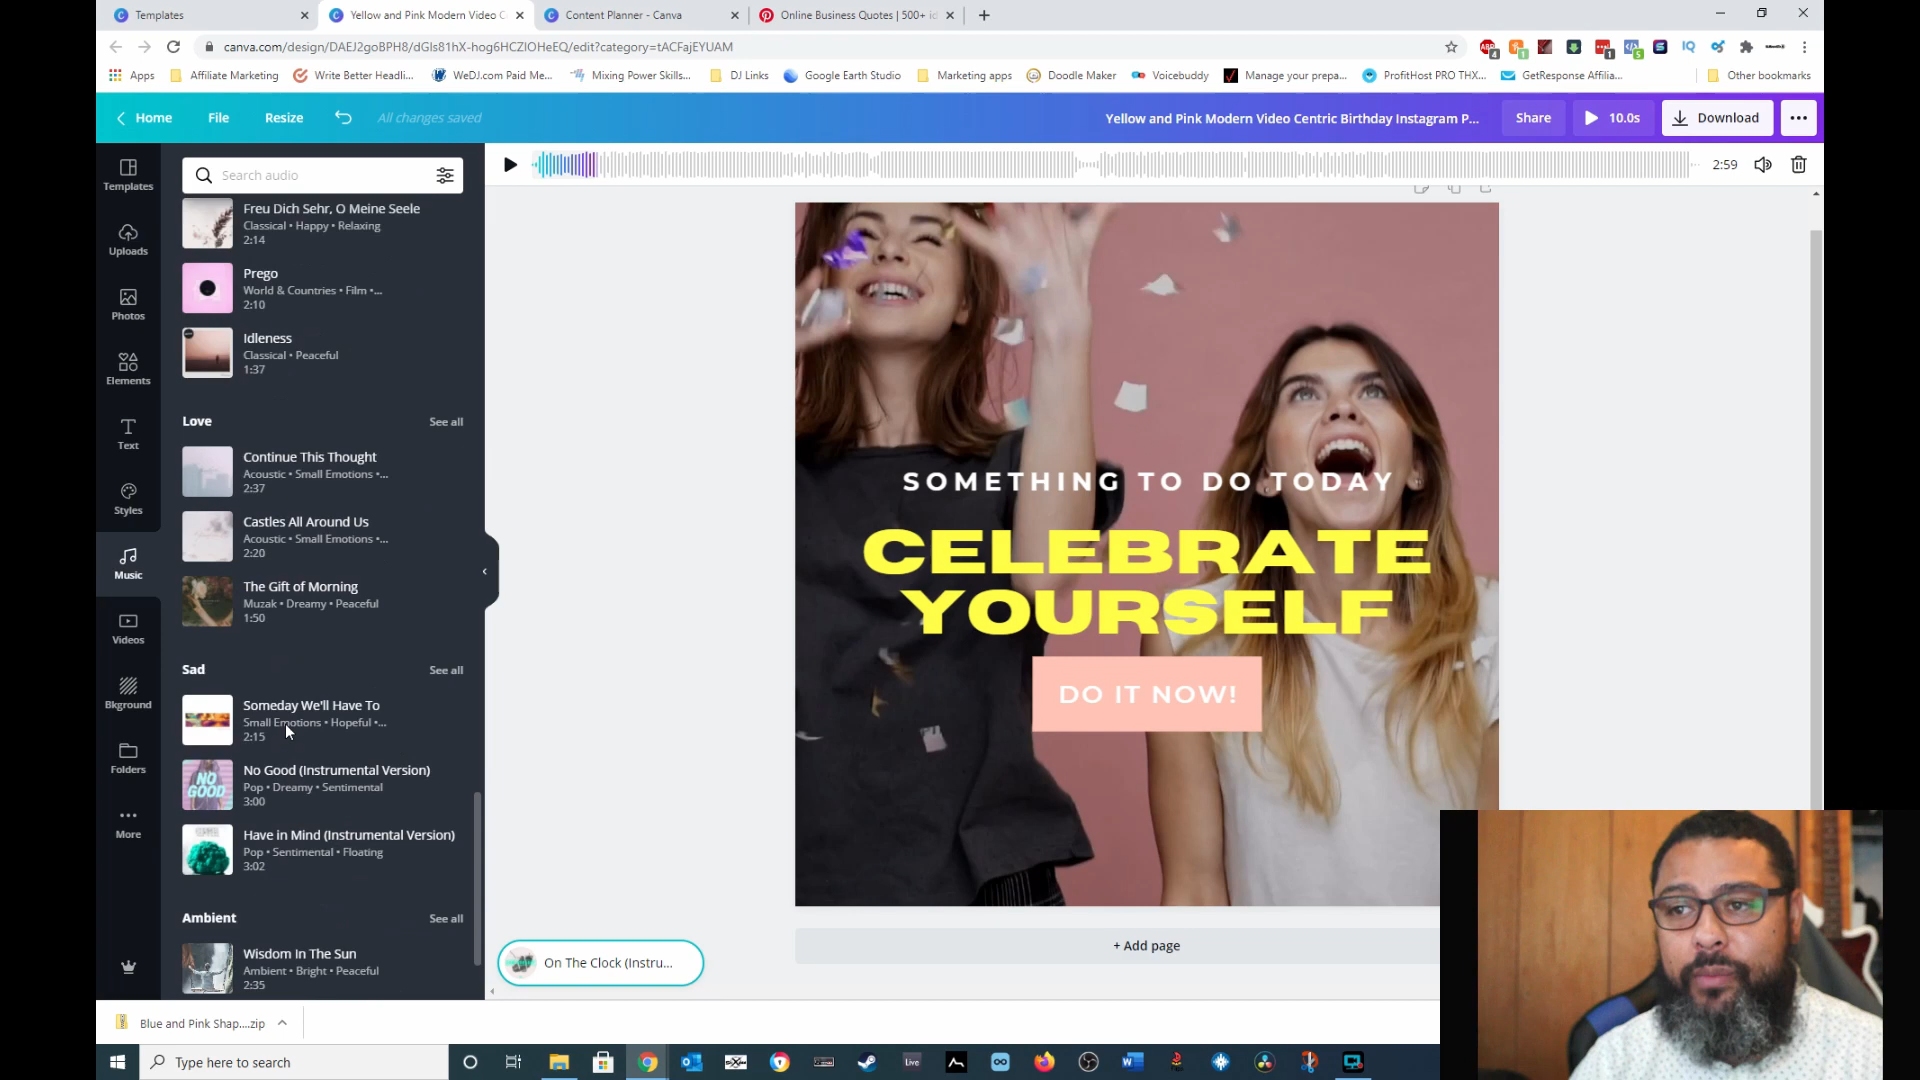 Templates
Yellow and Pink Modern Video C
Content Planner - Canva
Online Business Quotes | 500+ i
canva.com/design/DAEJ2goBPH8/dGls81hX-hog6HCZIOHeEQ/edit?category=tACFajEYUAM
Apps
Affiliate Marketing
Write Better Headli...
WeDJ.com Paid Me...
Mixing Power Skills...
DJ Links
Google Earth Studio
Marketing apps
Doodle Maker
Voicebuddy
Manage your prepa...
ProfitHost PRO THX...
GetResponse Affilia...
Other bookmarks
Home
File
Resize
All changes saved
Yellow and Pink Modern Video Centric Birthday Instagram P...
Share
10.0s
Download
2:59
Templates
Uploads
Photos
Elements
Text
Styles
Music
Videos
Bkground
Folders
More
Search audio
Freu Dich Sehr, O Meine Seele
Classical • Happy • Relaxing
2:14
Prego
World & Countries • Film •...
2:10
Idleness
Classical • Peaceful
1:37
Love
See all
Continue This Thought
Acoustic • Small Emotions •...
2:37
Castles All Around Us
Acoustic • Small Emotions •...
2:20
The Gift of Morning
Muzak • Dreamy • Peaceful
1:50
Sad
See all
Someday We'll Have To
Small Emotions • Hopeful •...
2:15
NO GOOD
No Good (Instrumental Version)
Pop • Dreamy • Sentimental
3:00
Have in Mind (Instrumental Version)
Pop • Sentimental • Floating
3:02
Ambient
See all
Wisdom In The Sun
Ambient • Bright • Peaceful
2:35
SOMETHING TO DO TODAY
CELEBRATE
YOURSELF
DO IT NOW!
+ Add page
On The Clock (Instru...
Blue and Pink Shap....zip
Type here to search
Live